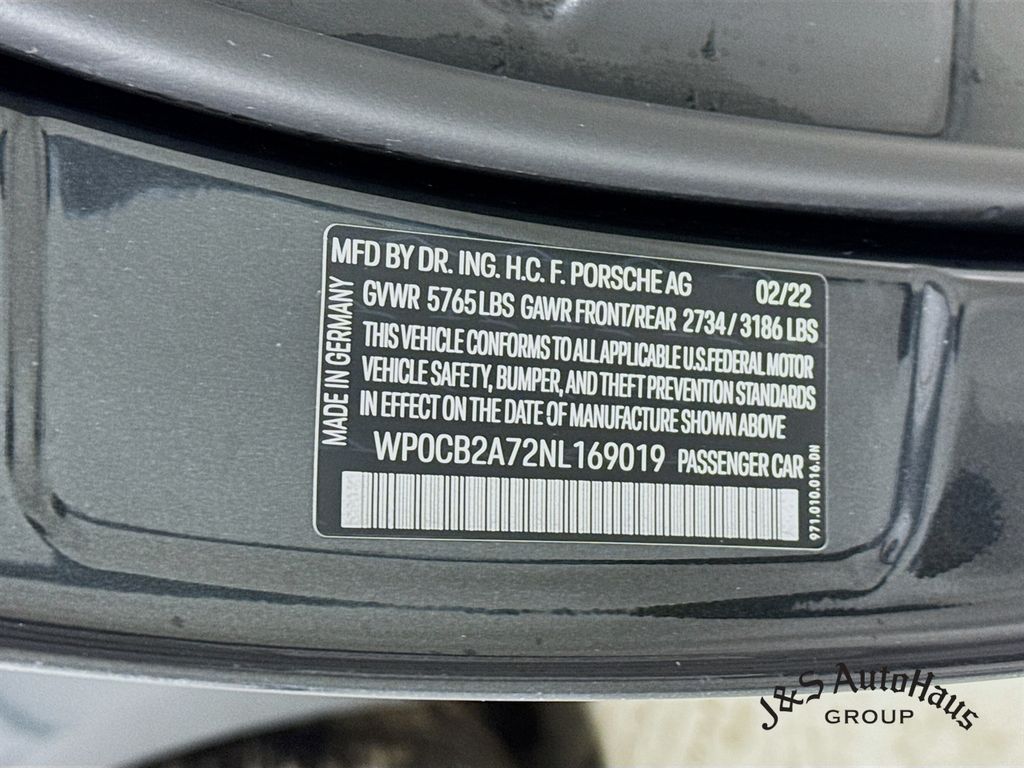 MFD BY DR. ING. H.C. F. PORSCHE AG 02/22
GVWR 5765 LBS GAWR FRONT/REAR 2734 / 3186 LBS
THIS VEHICLE CONFORMS TO ALL APPLICABLE U.S.FEDERAL MOTOR
VEHICLE SAFETY, BUMPER, AND THEFT PREVENTION STANDARDS
IN EFFECT ON THE DATE OF MANUFACTURE SHOWN ABOVE
WP0CB2A72NL169019 PASSENGER CAR
MADE IN GERMANY
971.010.016.DN
J&S AutoHaus
GROUP